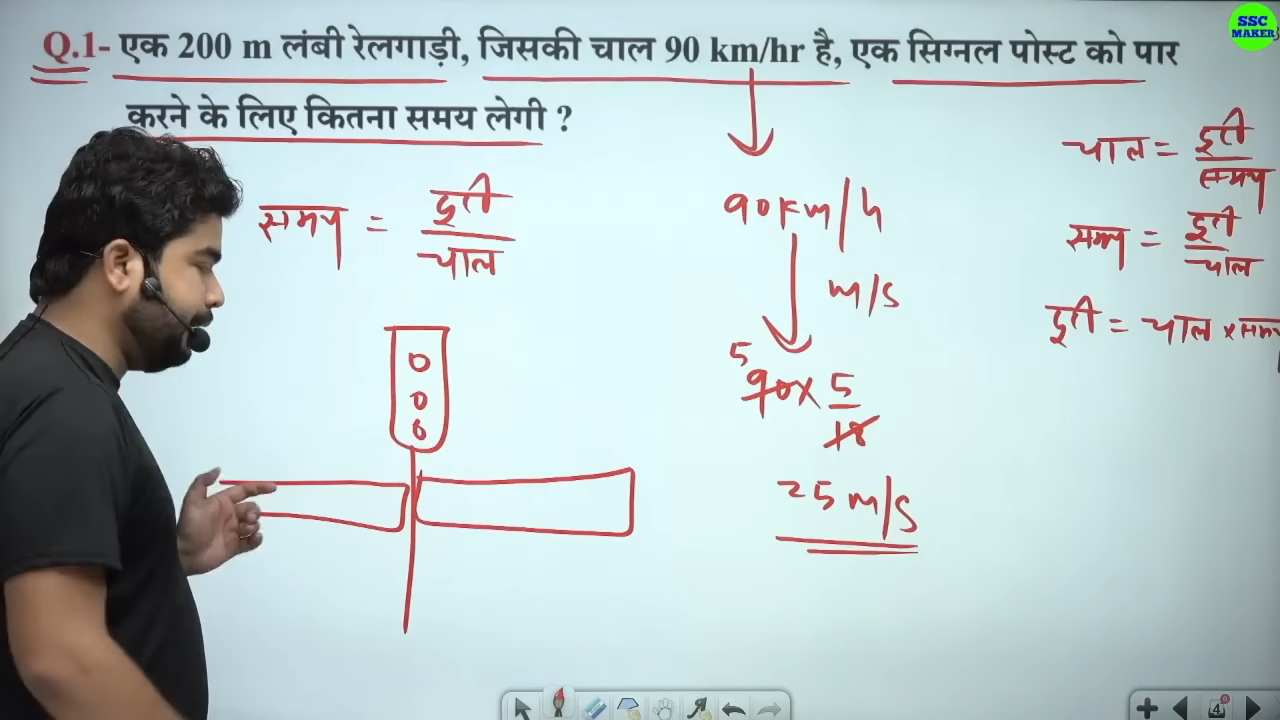 Q.1- एक 200 m लंबी रेलगाड़ी, जिसकी चाल 90 km/hr है, एक सिग्नल पोस्ट को पार
करने के लिए कितना समय लेगी ?
SSC
MAKER
चाल = दूरी / समय
समय = दूरी / चाल
90 km/h
समय = दूरी / चाल
m/s
दूरी = चाल × समय
5
90 × 5 / 18
25 m/s
4